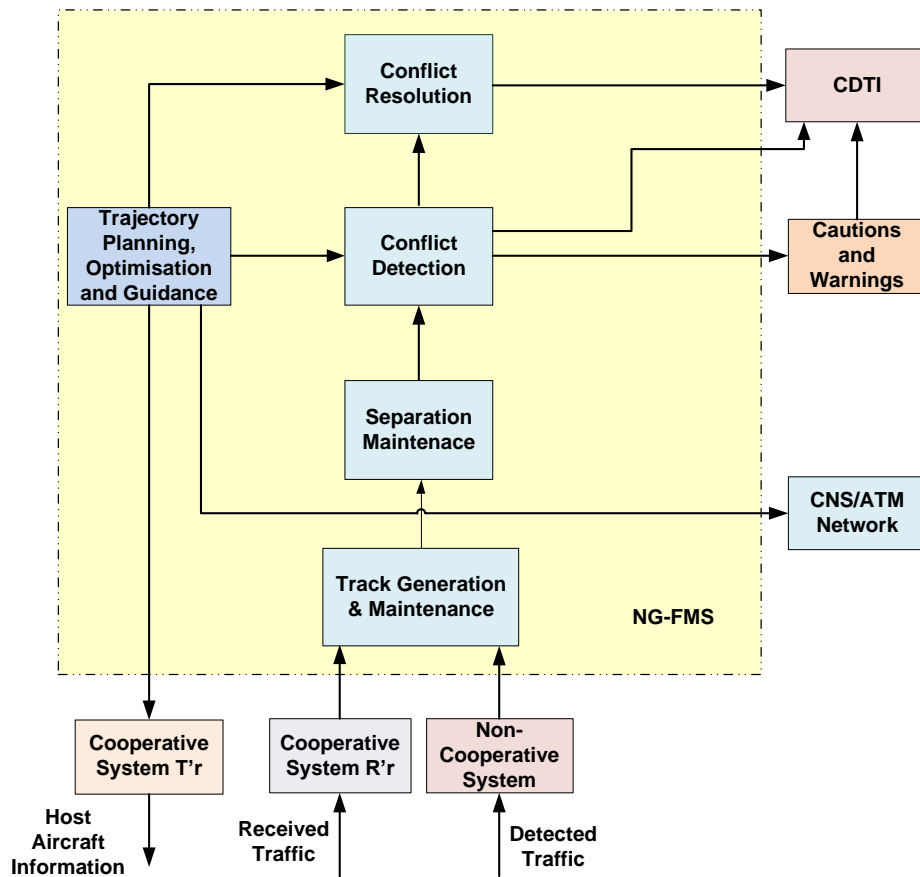 Conflict
Resolution
CDTI
Trajectory
Planning,
Optimisation
and Guidance
Conflict
Detection
Cautions
and
Warnings
Separation
Maintenace
CNS/ATM
Network
Track Generation
& Maintenance
NG-FMS
Cooperative
System T'r
Cooperative
System R'r
Non-
Cooperative
System
Host
Aircraft
Information
Received
Traffic
Detected
Traffic